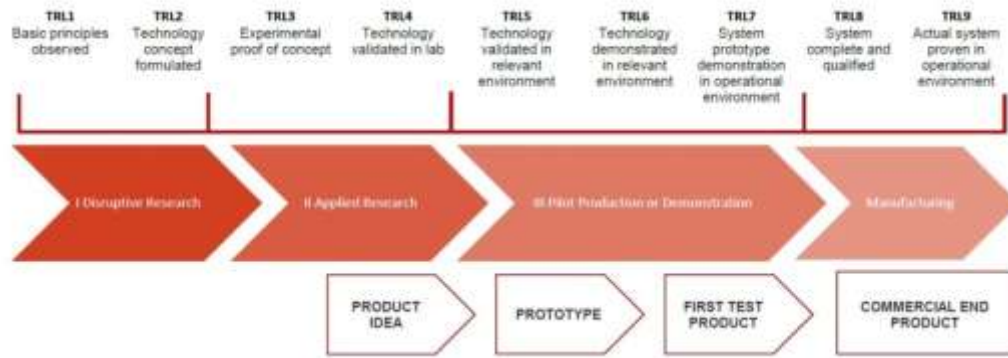 TRL1
Basic principles
observed
TRL2
Technology
concept
formulated
TRL3
Experimental
proof of concept
TRL4
Technology
validated in lab
TRL5
Technology
validated in
relevant
environment
TRL6
Technology
demonstrated
in relevant
environment
TRL7
System
prototype
demonstration
in operational
environment
TRL8
System
complete and
qualified
TRL9
Actual system
proven in
operational
environment
I Disruptive Research
II Applied Research
III Pilot Production or Demonstration
Manufacturing
PRODUCT
IDEA
PROTOTYPE
FIRST TEST
PRODUCT
COMMERCIAL END
PRODUCT